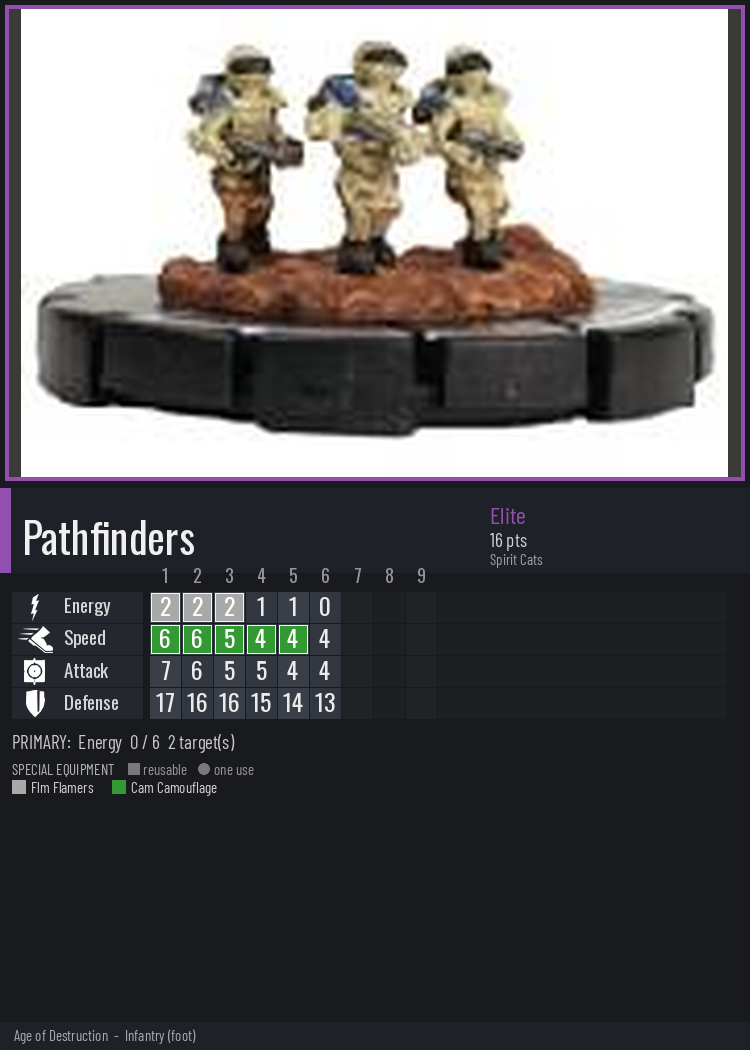 Pathfinders
Elite
16 pts
Spirit Cats
1 2 3 4 5 6 7 8 9
Energy 2 2 2 1 1 0
Speed 6 6 5 4 4 4
Attack 7 6 5 5 4 4
Defense 17 16 16 15 14 13
PRIMARY: Energy 0 / 6 2 target(s)
SPECIAL EQUIPMENT reusable one use
Flm Flamers Cam Camouflage
Age of Destruction - Infantry (foot)